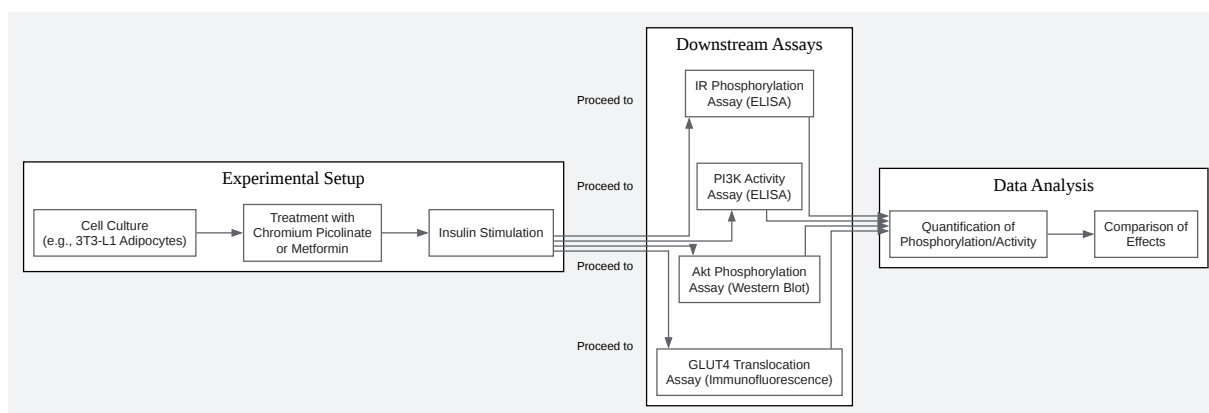 Experimental Setup
Cell Culture
(e.g., 3T3-L1 Adipocytes)
Treatment with
Chromium Picolinate
or Metformin
Insulin Stimulation
Proceed to
Proceed to
Proceed to
Proceed to
Downstream Assays
IR Phosphorylation
Assay (ELISA)
PI3K Activity
Assay (ELISA)
Akt Phosphorylation
Assay (Western Blot)
GLUT4 Translocation
Assay (Immunofluorescence)
Data Analysis
Quantification of
Phosphorylation/Activity
Comparison of
Effects